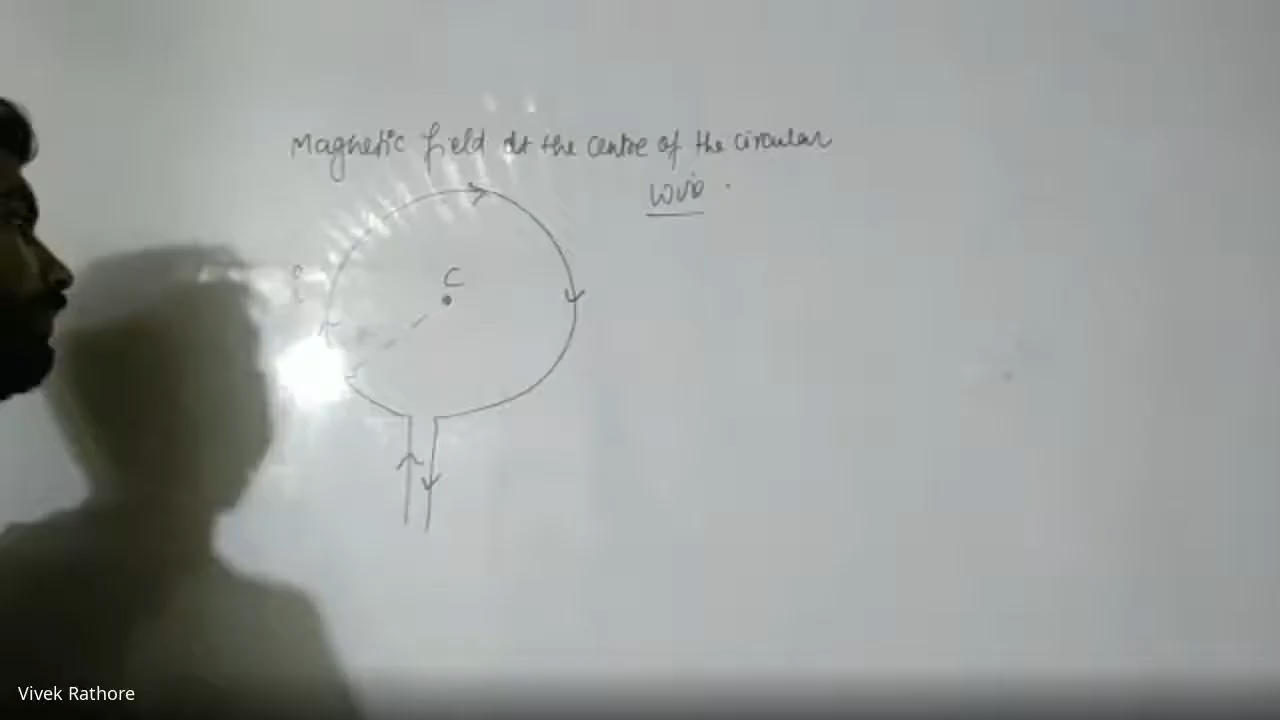 Magnetic field at the centre of the circular
wire.
C
Vivek Rathore